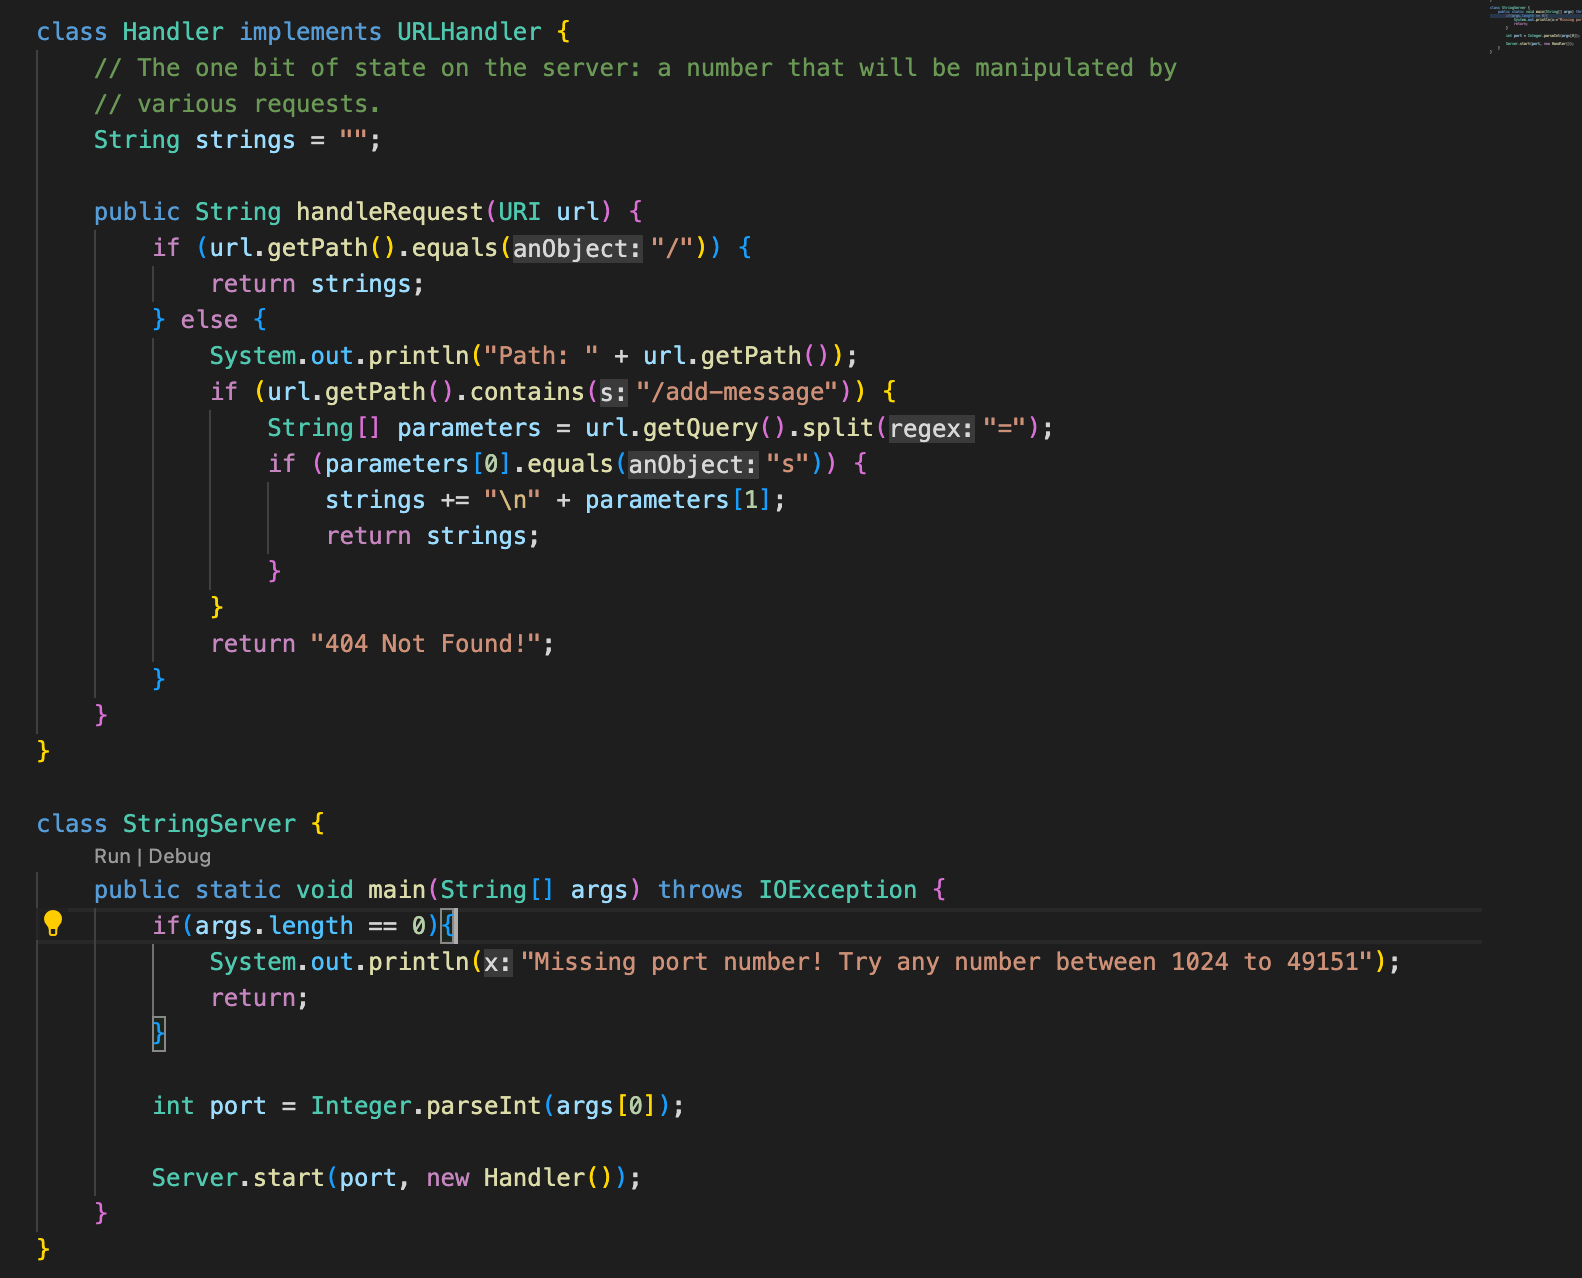 class Handler implements URLHandler {
    // The one bit of state on the server: a number that will be manipulated by
    // various requests.
    String strings = "";

    public String handleRequest(URI url) {
        if (url.getPath().equals(anObject: "/")) {
            return strings;
        } else {
            System.out.println("Path: " + url.getPath());
            if (url.getPath().contains(s: "/add-message")) {
                String[] parameters = url.getQuery().split(regex: "=");
                if (parameters[0].equals(anObject: "s")) {
                    strings += "\n" + parameters[1];
                    return strings;
                }
            }
            return "404 Not Found!";
        }
    }
}

class StringServer {
    Run | Debug
    public static void main(String[] args) throws IOException {
        if(args.length == 0){
            System.out.println(x: "Missing port number! Try any number between 1024 to 49151");
            return;
        }

        int port = Integer.parseInt(args[0]);

        Server.start(port, new Handler());
    }
}